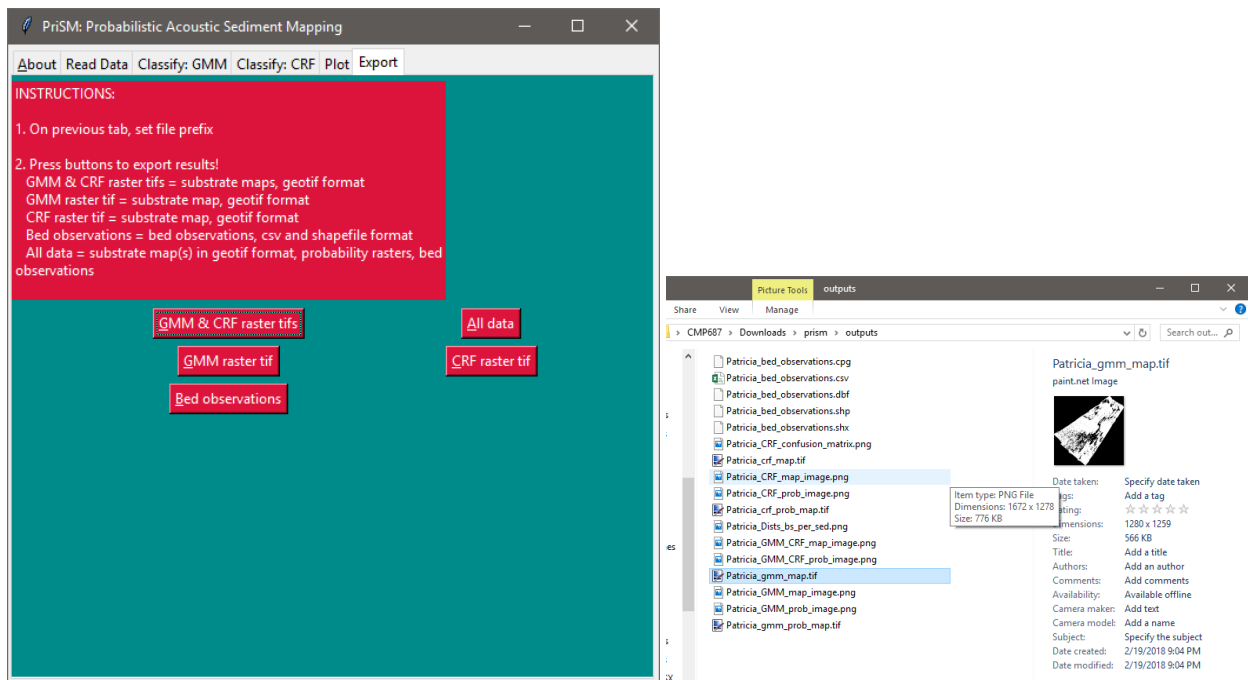 PriSM: Probabilistic Acoustic Sediment Mapping
About Read Data Classify: GMM Classify: CRF Plot Export
INSTRUCTIONS:
1. On previous tab, set file prefix
2. Press buttons to export results!
GMM & CRF raster tifs = substrate maps, geotif format
GMM raster tif = substrate map, geotif format
CRF raster tif = substrate map, geotif format
Bed observations = bed observations, csv and shapefile format
All data = substrate map(s) in geotif format, probability rasters, bed
observations
GMM & CRF raster tifs
All data
GMM raster tif
CRF raster tif
Bed observations
Picture Tools outputs
Share View Manage
CMP687 > Downloads > prism > outputs
Search out...
Patricia_bed_observations.cpg
Patricia_bed_observations.csv
Patricia_bed_observations.dbf
Patricia_bed_observations.shp
Patricia_bed_observations.shx
Patricia_CRF_confusion_matrix.png
Patricia_crf_map.tif
Patricia_CRF_map_image.png
Patricia_CRF_prob_image.png
Patricia_crf_prob_map.tif
Patricia_Dists_bs_per_sed.png
Patricia_GMM_CRF_map_image.png
Patricia_GMM_CRF_prob_image.png
Patricia_gmm_map.tif
Patricia_GMM_map_image.png
Patricia_GMM_prob_image.png
Patricia_gmm_prob_map.tif
Item type: PNG File
Dimensions: 1672 x 1278
Size: 776 KB
Patricia_gmm_map.tif
paint.net Image
Date taken: Specify date taken
ags: Add a tag
ating:
mensions: 1280 x 1259
Size: 566 KB
Title: Add a title
Authors: Add an author
Comments: Add comments
Availability: Available offline
Camera maker: Add text
Camera model: Add a name
Subject: Specify the subject
Date created: 2/19/2018 9:04 PM
Date modified: 2/19/2018 9:04 PM